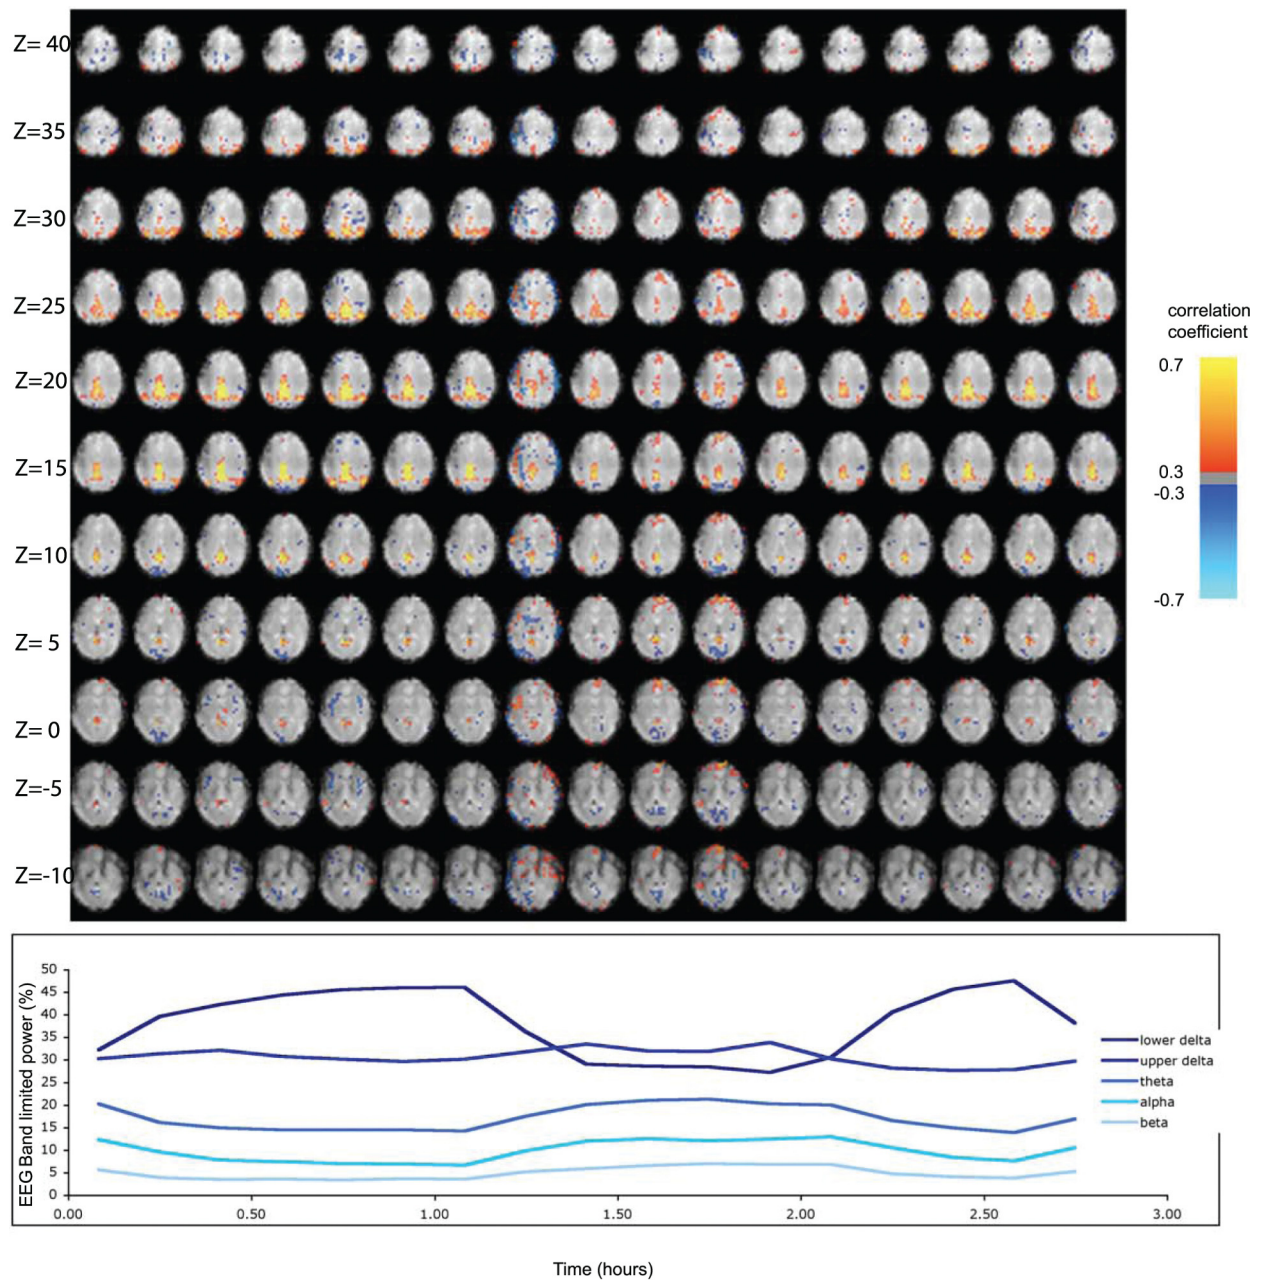 Z= 40
Z=35
Z=30
Z=25
Z=20
Z=15
Z=10
Z= 5
Z= 0
Z=-5
Z=-10
correlation
coefficient
0.7
0.3
-0.3
-0.7
EEG Band limited power (%)
50
45
40
35
30
25
20
15
10
5
0
0.00 0.50 1.00 1.50 2.00 2.50 3.00
lower delta
upper delta
theta
alpha
beta
Time (hours)